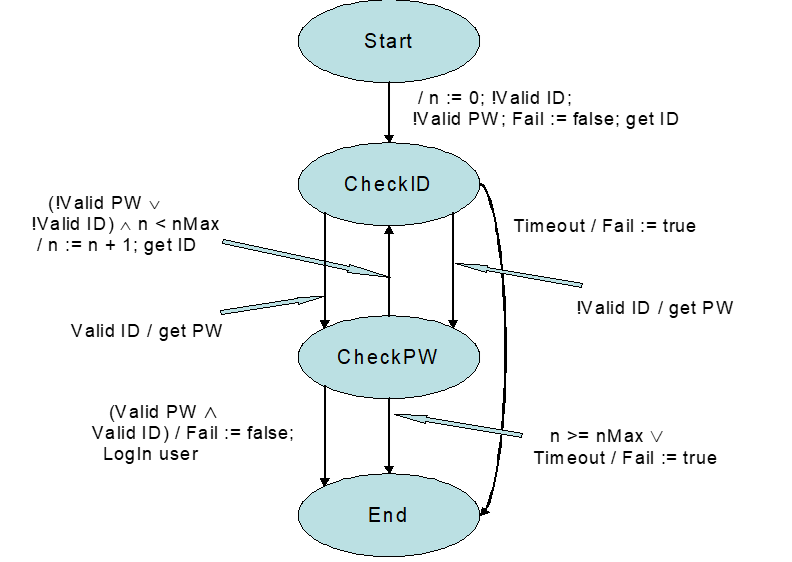 Start
/ n := 0; !Valid ID;
!Valid PW; Fail := false; get ID
CheckID
(!Valid PW ∨
!Valid ID) ∧ n < nMax
/ n := n + 1; get ID
Timeout / Fail := true
!Valid ID / get PW
Valid ID / get PW
CheckPW
(Valid PW ∧
Valid ID) / Fail := false;
LogIn user
n >= nMax ∨
Timeout / Fail := true
End